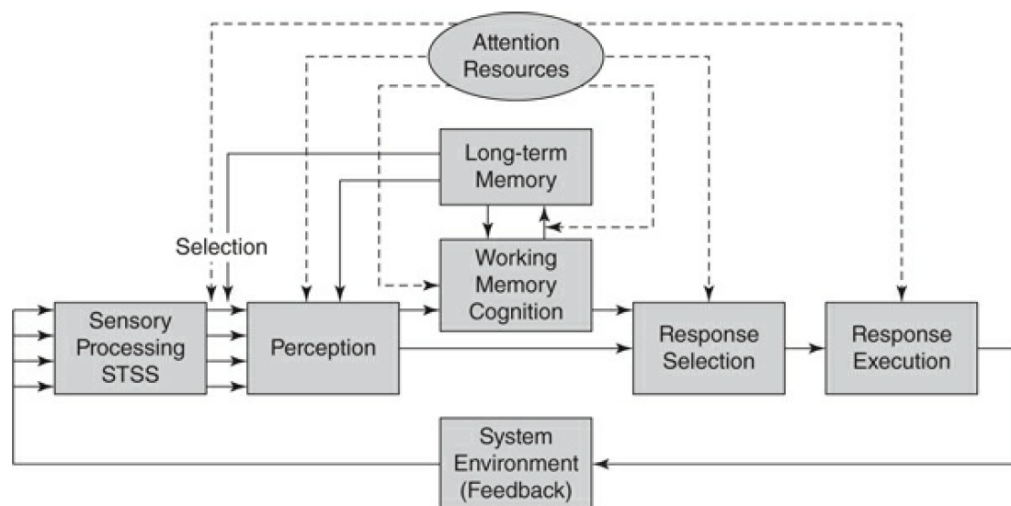 Attention
Resources
Long-term
Memory
Selection
Working
Memory
Cognition
Sensory
Processing
STSS
Perception
Response
Selection
Response
Execution
System
Environment
(Feedback)